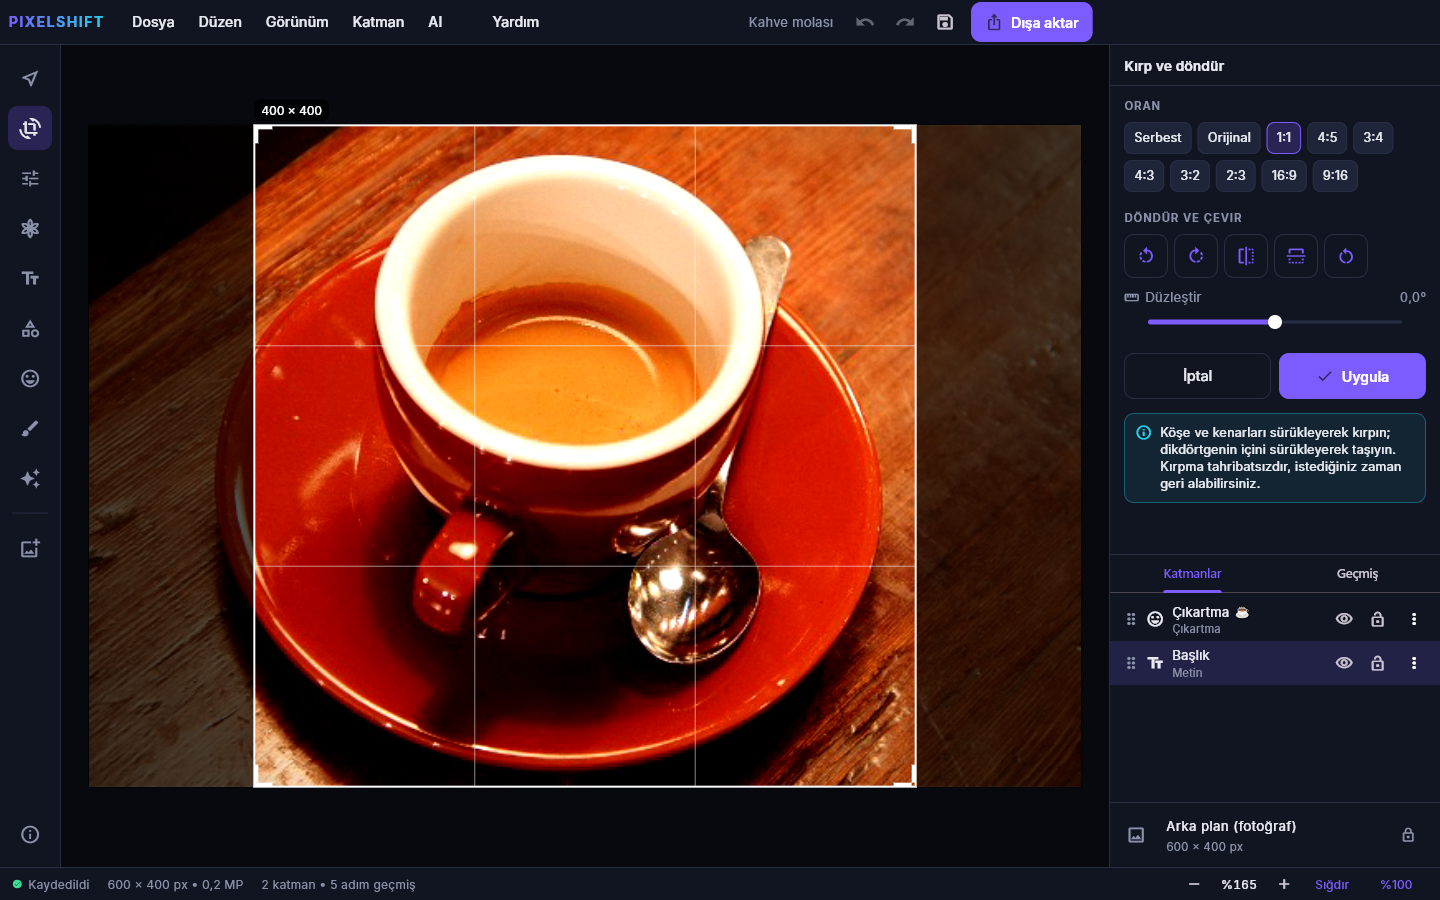 PIXELSHIFT Dosya Düzen Görünüm Katman AI Yardım Kahve molası Dışa aktar
400 × 400
Kırp ve döndür
ORAN
Serbest Orijinal 1:1 4:5 3:4
4:3 3:2 2:3 16:9 9:16
DÖNDÜR VE ÇEVIR
Düzleştir 0,0°
İptal Uygula
Köşe ve kenarları sürükleyerek kırpın;
dikdörtgenin içini sürükleyerek taşıyın.
Kırpma tahribatsızdır, istediğiniz zaman
geri alabilirsiniz.
Katmanlar Geçmiş
Çıkartma ☕
Çıkartma
Başlık
Metin
Arka plan (fotoğraf)
600 × 400 px
Kaydedildi 600 × 400 px • 0,2 MP 2 katman • 5 adım geçmiş − %165 + Sığdır %100